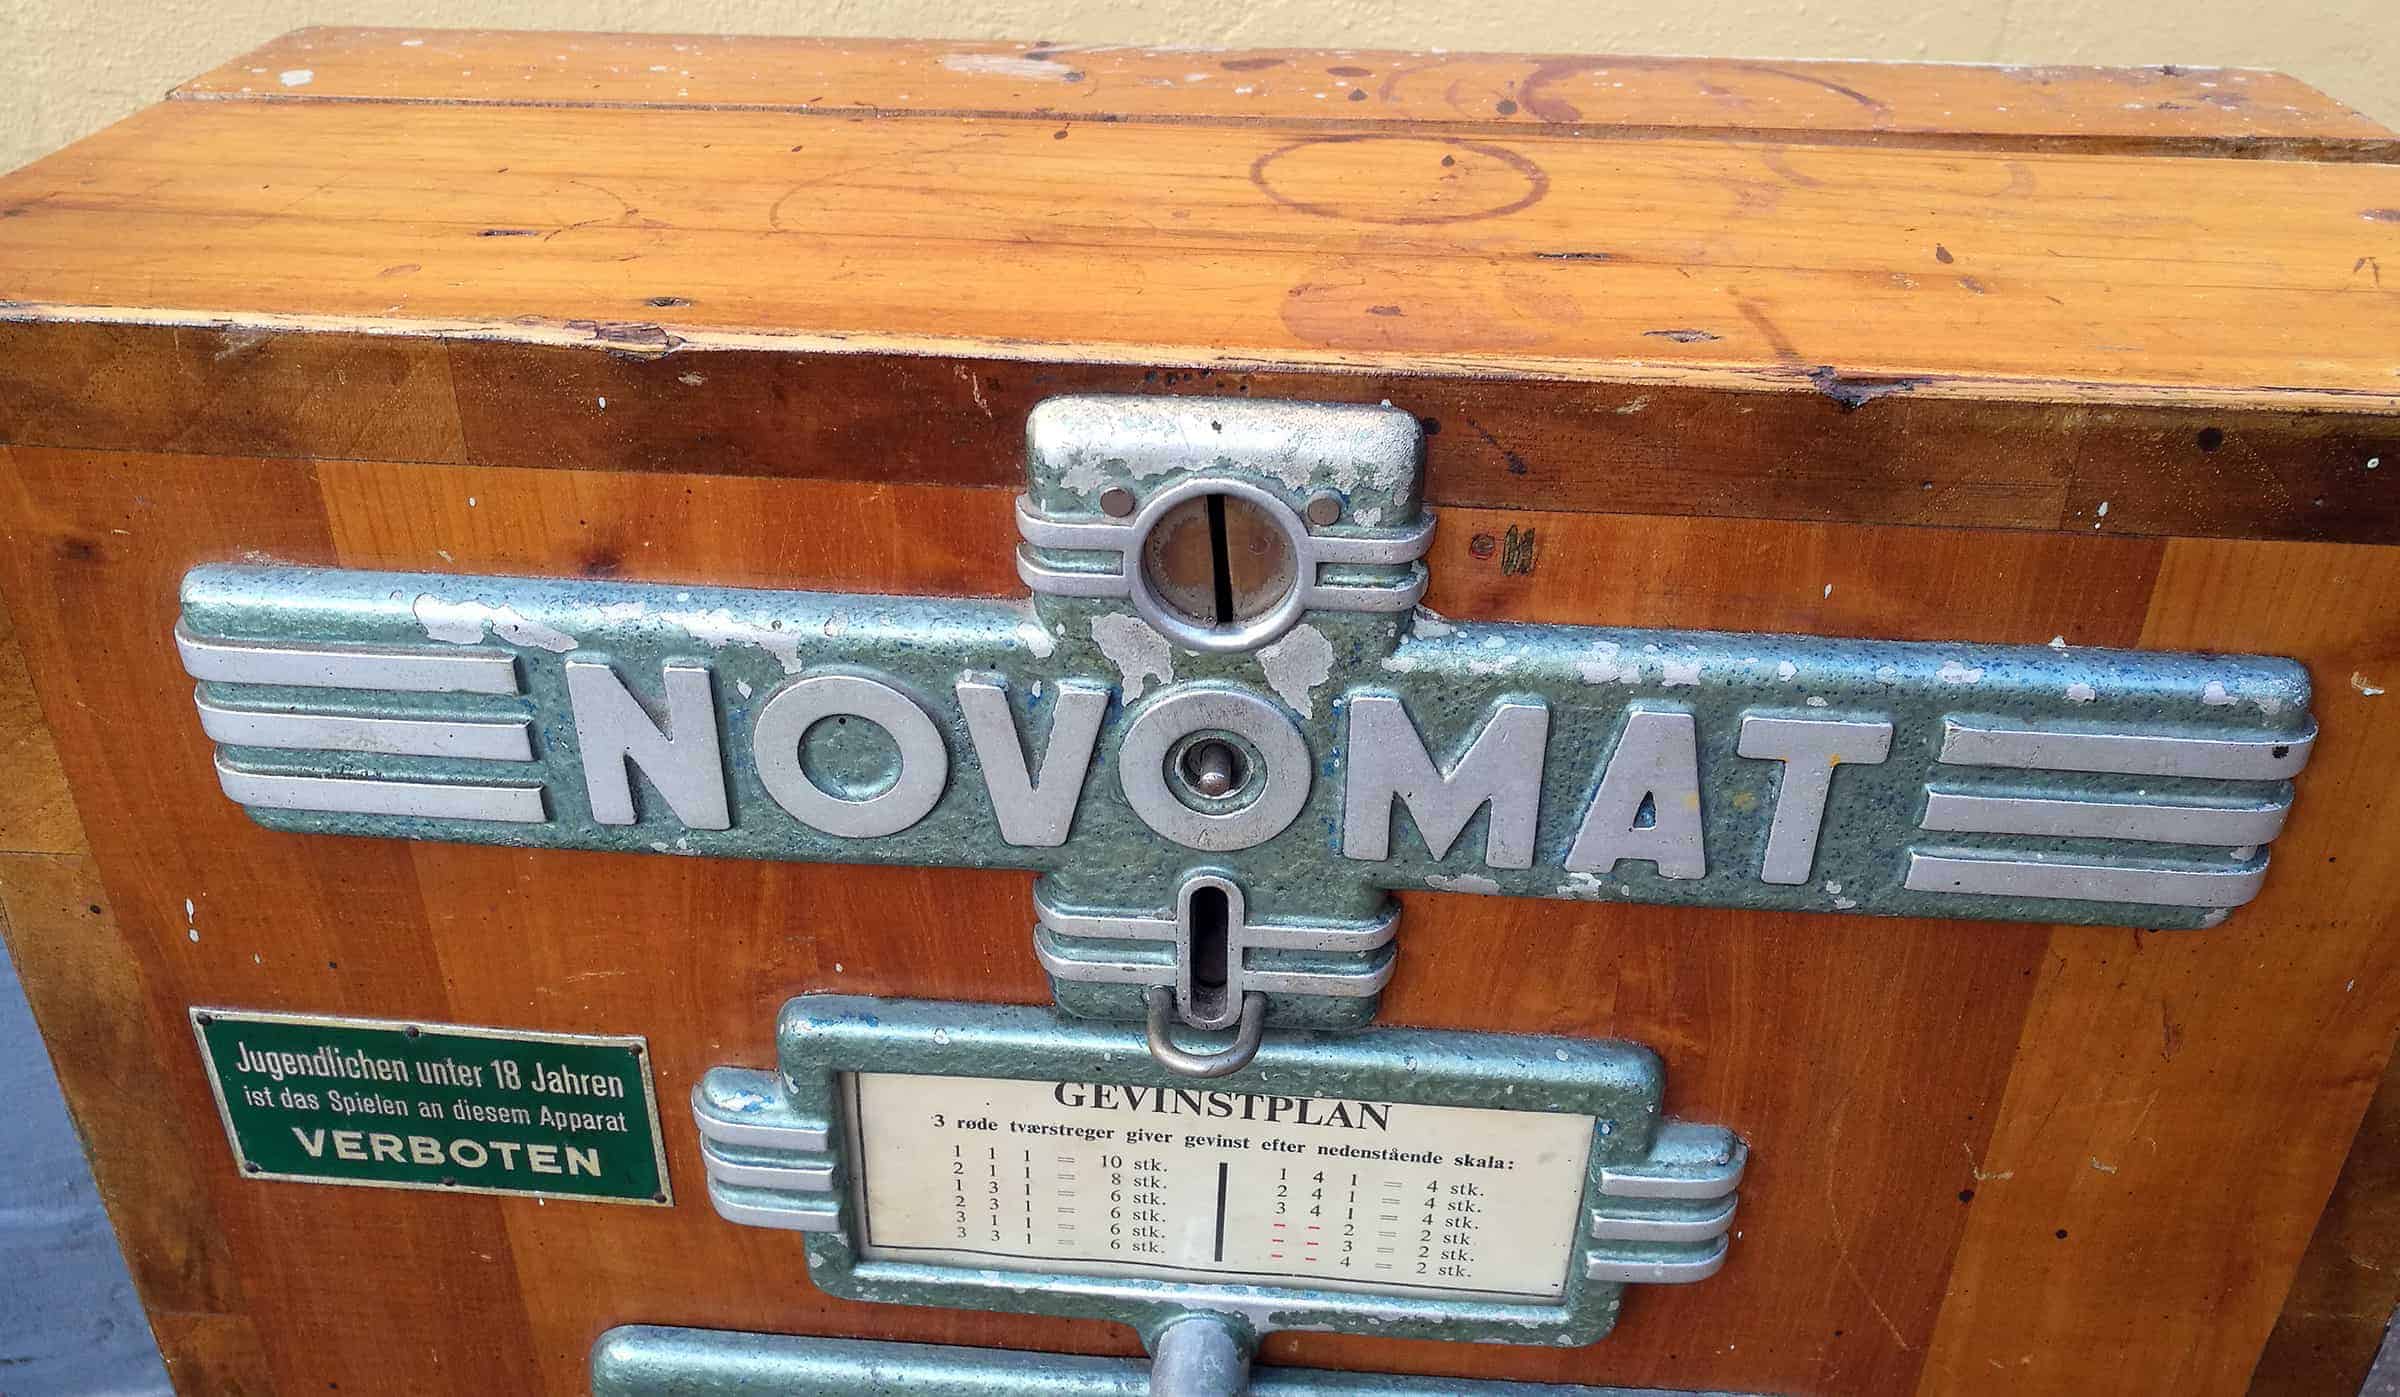 NOVOMAT
Jugendlichen unter 18 Jahren
ist das Spielen an diesem Apparat
VERBOTEN
GEVINSTPLAN
3 røde tværstreger giver gevinst efter nedenstående skala:
1 1 1 = 10 stk.
2 1 1 = 8 stk.
1 3 1 = 6 stk.
2 3 1 = 6 stk.
3 1 1 = 6 stk.
3 3 1 = 6 stk.
1 4 1 = 4 stk.
2 4 1 = 4 stk.
3 4 1 = 4 stk.
– – 2 = 2 stk
– – 3 = 2 stk.
– – 4 = 2 stk.